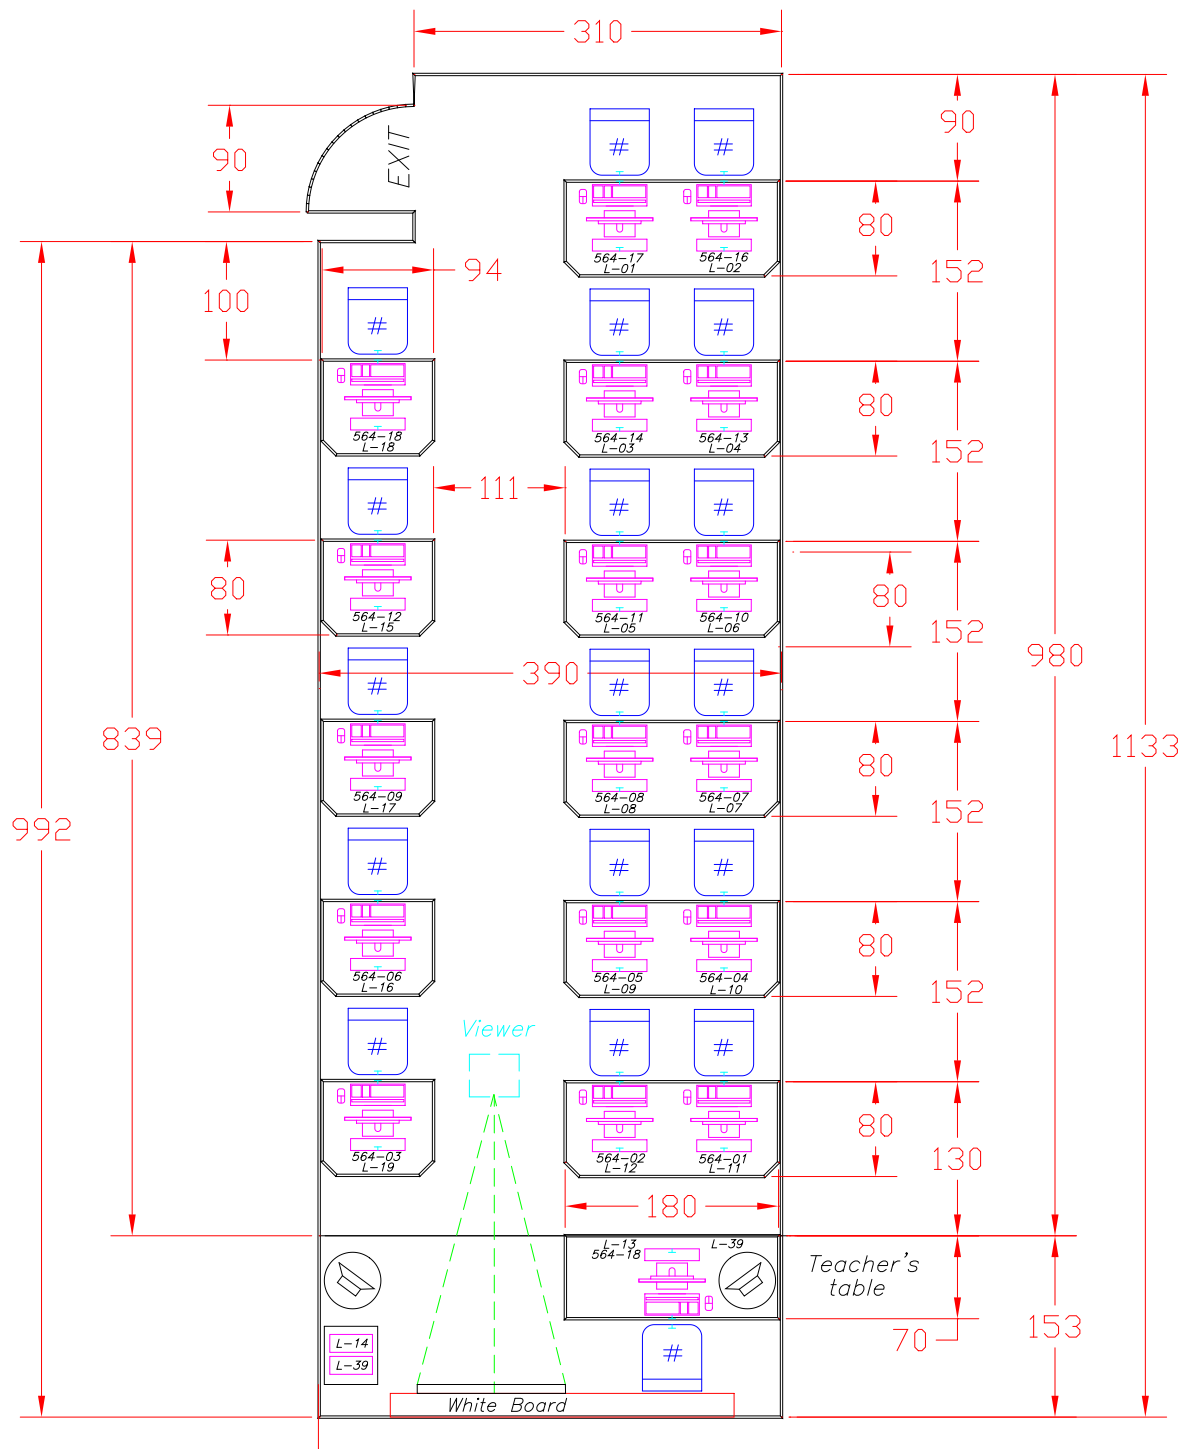 310
90
EXIT
90
564-17
L-01
564-16
L-02
80
152
94
100
564-18
L-18
564-14
L-03
564-13
L-04
80
152
111
80
564-12
L-15
564-11
L-05
564-10
L-06
80
152
390
980
839
1133
564-09
L-17
564-08
L-08
564-07
L-07
80
152
992
564-06
L-16
564-05
L-09
564-04
L-10
80
152
Viewer
564-03
L-19
564-02
L-12
564-01
L-11
80
130
180
L-13
564-18
L-39
Teacher's
table
70
153
L-14
L-39
White Board